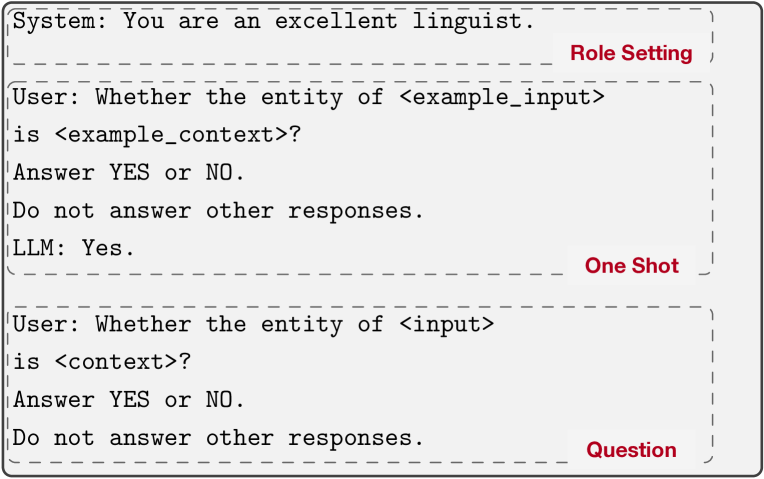 System: You are an excellent linguist.
Role Setting
User: Whether the entity of <example_input>
is <example_context>?
Answer YES or NO.
Do not answer other responses.
LLM: Yes.
One Shot
User: Whether the entity of <input>
is <context>?
Answer YES or NO.
Do not answer other responses.
Question